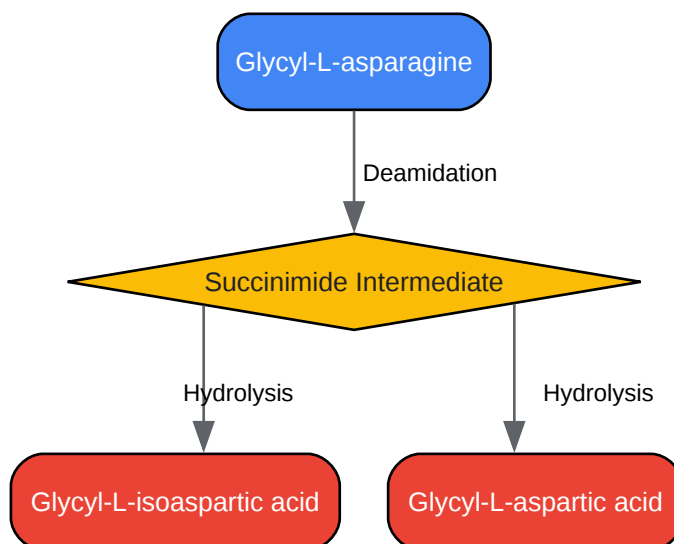 Glycyl-L-asparagine
Deamidation
Succinimide Intermediate
Hydrolysis
Hydrolysis
Glycyl-L-isoaspartic acid
Glycyl-L-aspartic acid